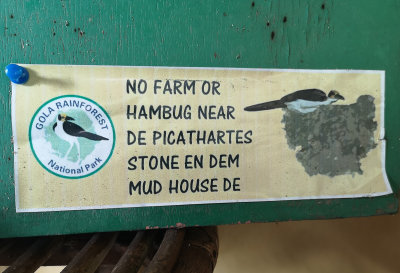 GOLA RAINFOREST
National Park
NO FARM OR
HAMBUG NEAR
DE PICATHARTES
STONE EN DEM
MUD HOUSE DE